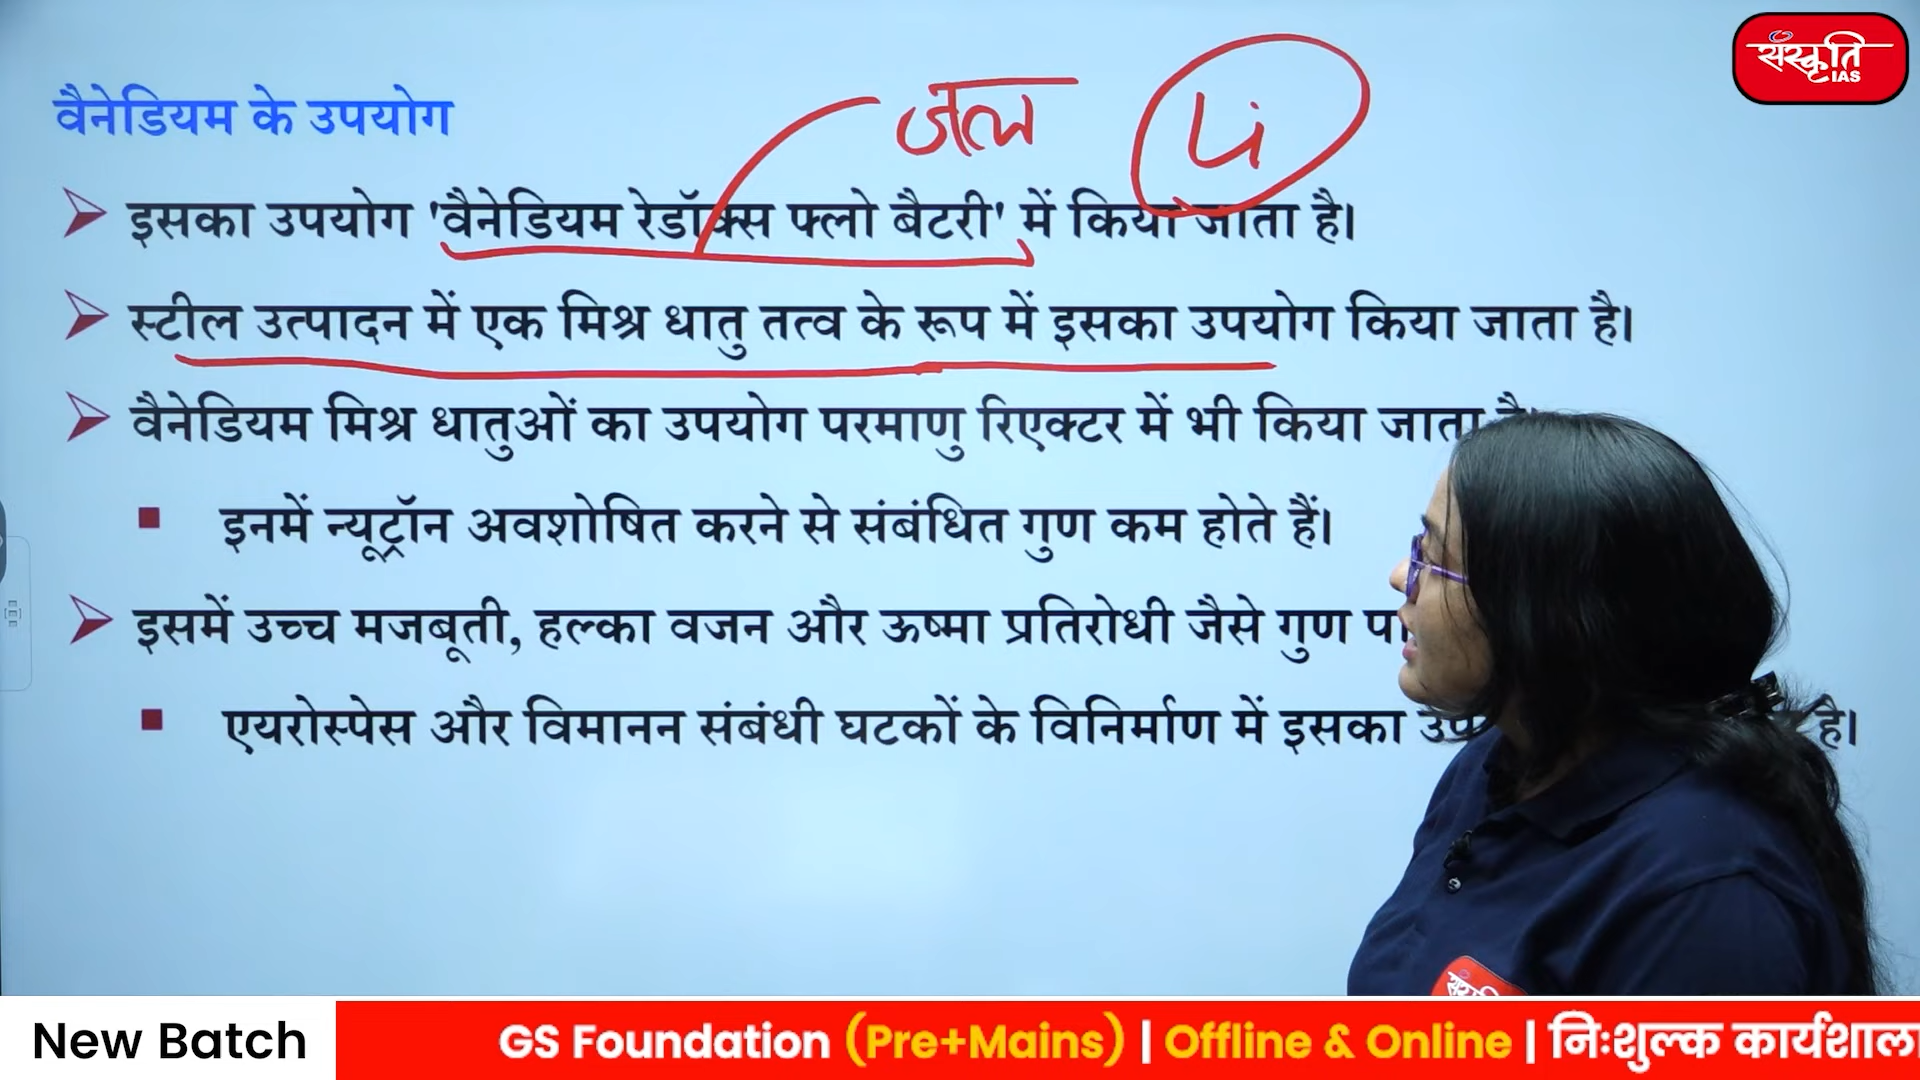 संस्कृति
IAS
वैनेडियम के उपयोग
जल
Li
इसका उपयोग 'वैनेडियम रेडॉक्स फ्लो बैटरी' में किया जाता है।
स्टील उत्पादन में एक मिश्र धातु तत्व के रूप में इसका उपयोग किया जाता है।
वैनेडियम मिश्र धातुओं का उपयोग परमाणु रिएक्टर में भी किया जाता है।
इनमें न्यूट्रॉन अवशोषित करने से संबंधित गुण कम होते हैं।
इसमें उच्च मजबूती, हल्का वजन और ऊष्मा प्रतिरोधी जैसे गुण
एयरोस्पेस और विमानन संबंधी घटकों के विनिर्माण में इसका है।
New Batch
GS Foundation (Pre+Mains) | Offline & Online | निःशुल्क कार्यशाला